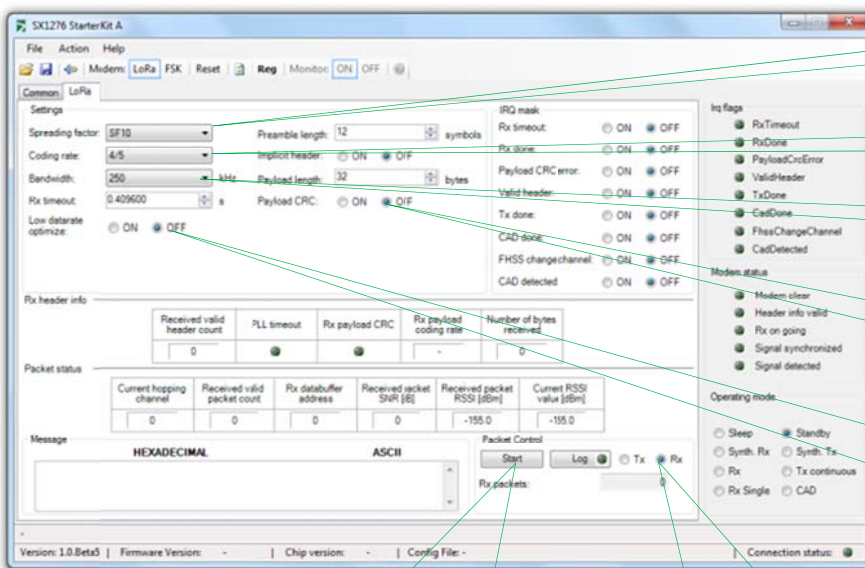 SX1276 StarterKit A
File Action Help
Modem: LoRa FSK Reset Reg Monitor: ON OFF
Common LoRa
Settings
Spreading factor: SF10
Coding rate: 4/5
Bandwidth: 250 kHz
Rx timeout: 0.409600 s
Low datarate optimize: ON OFF
Preamble length: 12 symbols
Implicit header: ON OFF
Payload length: 32 bytes
Payload CRC: ON OFF
IRQ mask
Rx timeout: ON OFF
Rx done: ON OFF
Payload CRC error: ON OFF
Valid header: ON OFF
Tx done: ON OFF
CAD done: ON OFF
FHSS change channel: ON OFF
CAD detected ON OFF
Irq flags
RxTimeout
RxDone
PayloadCrcError
ValidHeader
TxDone
CadDone
FhssChangeChannel
CadDetected
Modem status
Modem clear
Header info valid
Rx on going
Signal synchronized
Signal detected
Operating mode
Sleep Standby
Synth. Rx Synth. Tx
Rx Tx continuous
Rx Single CAD
Rx header info
Received valid header count PLL timeout Rx payload CRC Rx payload coding rate Number of bytes received
0 - 0
Packet status
Current hopping channel Received valid packet count Rx databuffer address Received packet SNR [dB] Received packet RSSI [dBm] Current RSSI value [dBm]
0 0 0 0 -155.0 -155.0
Message
HEXADECIMAL ASCII
Packet Control
Start Log Tx Rx
Rx packets: 0
-
Version: 1.0.Beta5 | Firmware Version: - | Chip version: - | Config File: - | Connection status: